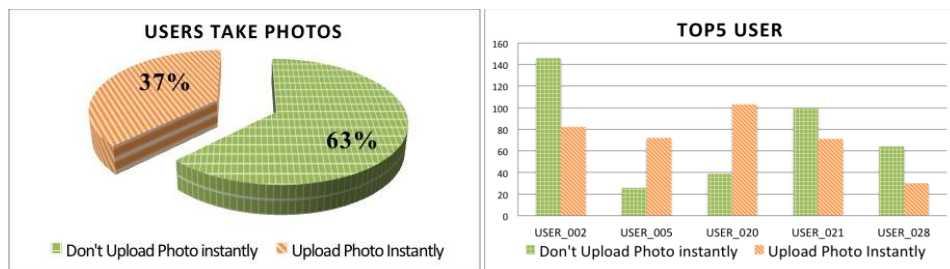 USERS TAKE PHOTOS
37%
63%
Don't Upload Photo instantly
Upload Photo Instantly
TOP5 USER
160
140
120
100
80
60
40
20
0
USER_002 USER_005 USER_020 USER_021 USER_028
Don't Upload Photo instantly
Upload Photo Instantly